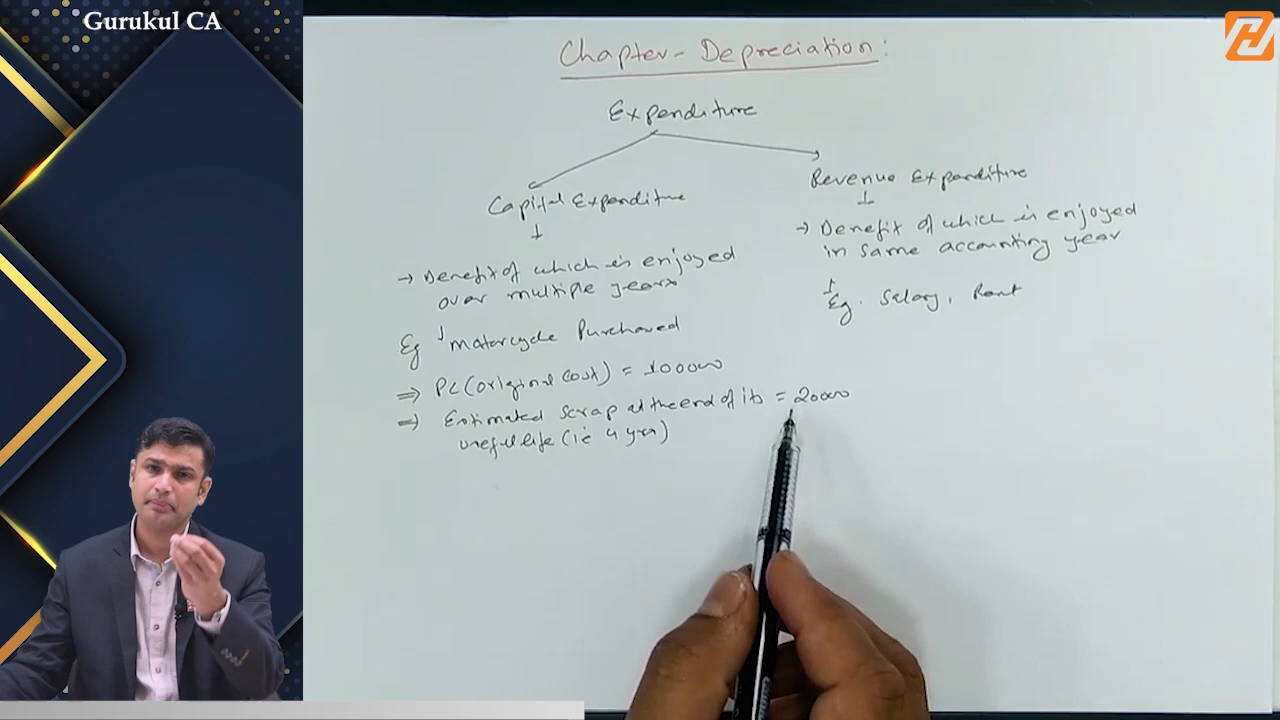 Gurukul CA
Chapter - Depreciation:
Expenditure
Capital Expenditure
Revenue Expenditure
→ Benefit of which is enjoyed
over multiple years
→ Benefit of which is enjoyed
in same accounting year
Eg. Salary, Rent
Eg motorcycle Purchased
⇒ PC (original cost) = 100000
⇒ Estimated scrap at the end of its = 20000
useful life (i.e 4 yrs)